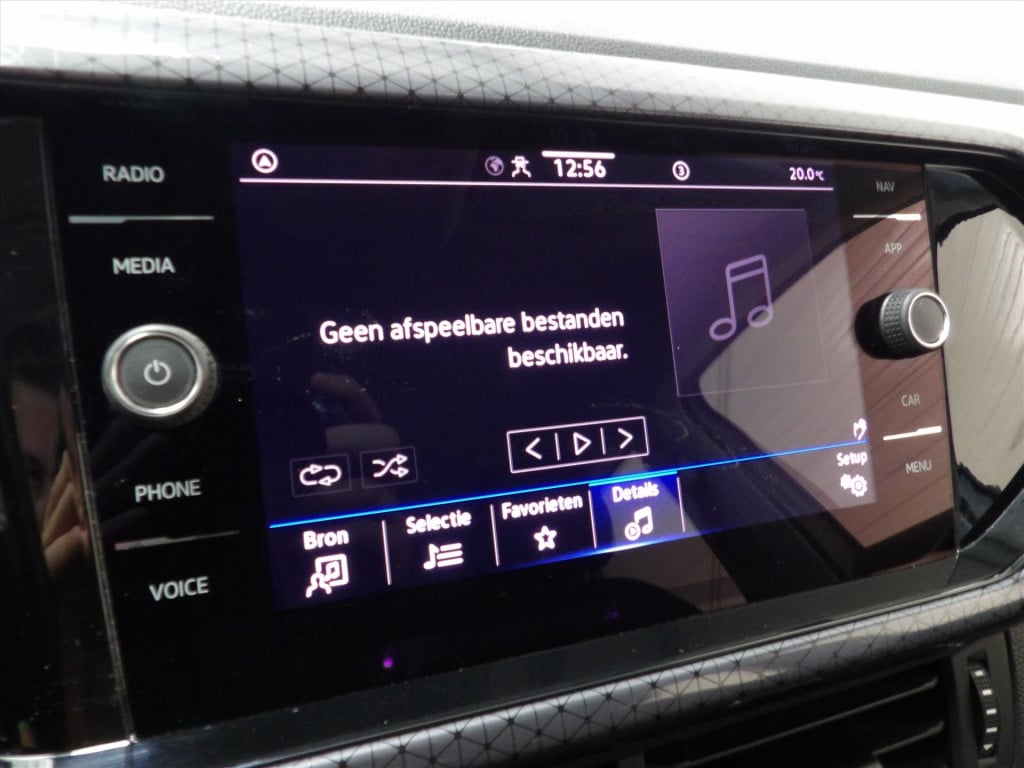 RADIO
MEDIA
PHONE
VOICE
12:56
3
20.0°C
Geen afspeelbare bestanden
beschikbaar.
Setup
Bron
Selectie
Favorieten
Details
NAV
APP
CAR
MENU